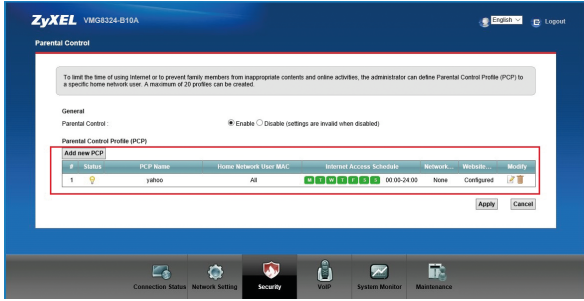 ZyXEL VMG8324-B10A
English
Logout
Parental Control
To limit the time of using Internet or to prevent family members from inappropriate contents and online activities, the administrator can define Parental Control Profile (PCP) to
a specific home network user. A maximum of 20 profiles can be created.
General
Parental Control : Enable Disable (settings are invalid when disabled)
Parental Control Profile (PCP)
Add new PCP
# Status PCP Name Home Network User MAC Internet Access Schedule Network... Website... Modify
1 yahoo All M T W T F S S 00:00-24:00 None Configured
Apply Cancel
Connection Status Network Setting Security VoIP System Monitor Maintenance